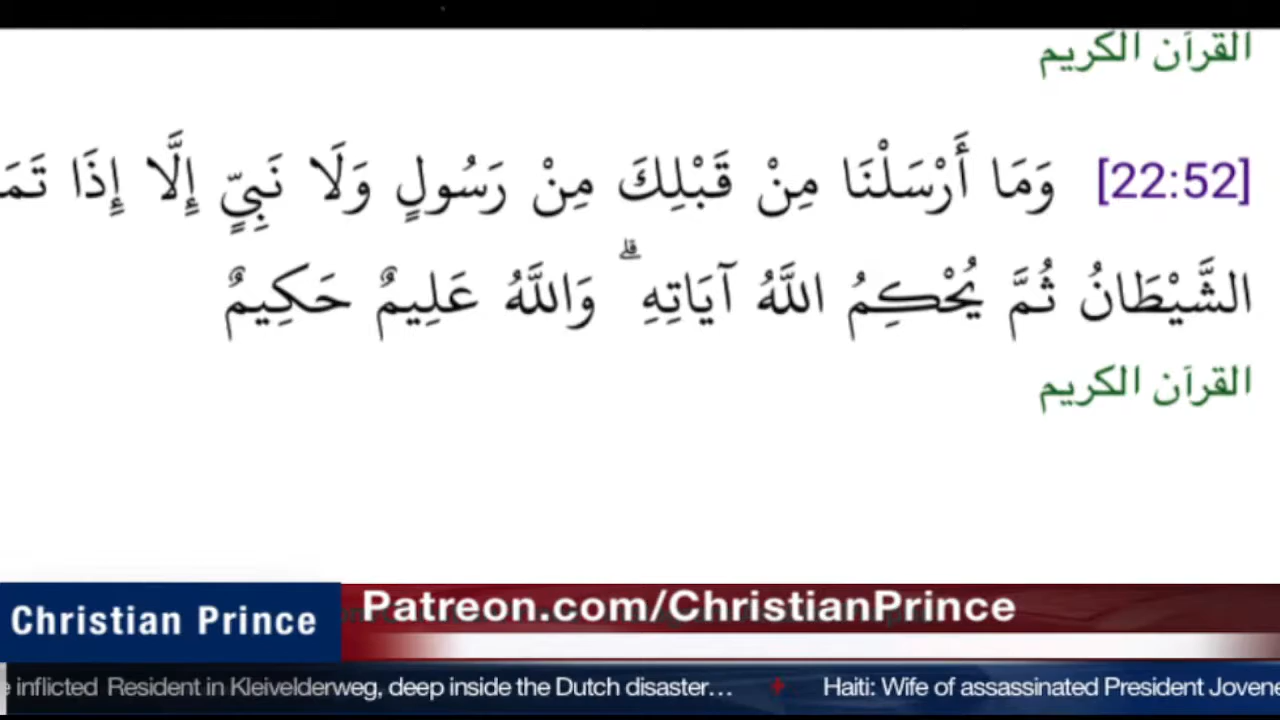 القرآن الكريم
[22:52] وَمَا أَرْسَلْنَا مِنْ قَبْلِكَ مِنْ رَسُولٍ وَلَا نَبِيٍّ إِلَّا إِذَا تَمَ
الشَّيْطَانُ ثُمَّ يُحْكِمُ اللَّهُ آيَاتِهِ ۗ وَاللَّهُ عَلِيمٌ حَكِيمٌ
القرآن الكريم
Christian Prince
Patreon.com/ChristianPrince
inflicted Resident in Kleivelderweg, deep inside the Dutch disaster... Haiti: Wife of assassinated President Jovene